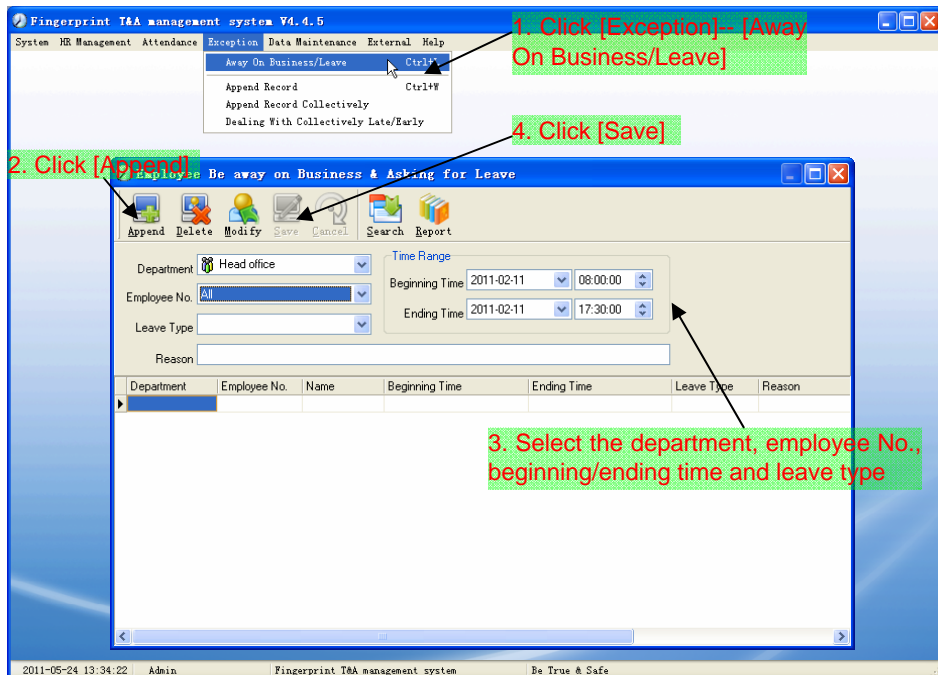 Fingerprint T&A management system V4.4.5
System HR Management Attendance Exception Data Maintenance External Help
1. Click [Exception]-- [Away
On Business/Leave]
Away On Business/Leave
Append Record Ctrl+W
Append Record Collectively
Dealing With Collectively Late/Early
4. Click [Save]
2. Click [Append]
Employee Be away on Business & Asking for Leave
Append Delete Modify Save Cancel Search Report
Department Head office
Employee No. All
Leave Type
Reason
Time Range
Beginning Time 2011-02-11 08:00:00
Ending Time 2011-02-11 17:30:00
Department Employee No. Name Beginning Time Ending Time Leave Type Reason
3. Select the department, employee No.,
beginning/ending time and leave type
2011-05-24 13:34:22 Admin Fingerprint T&A management system Be True & Safe